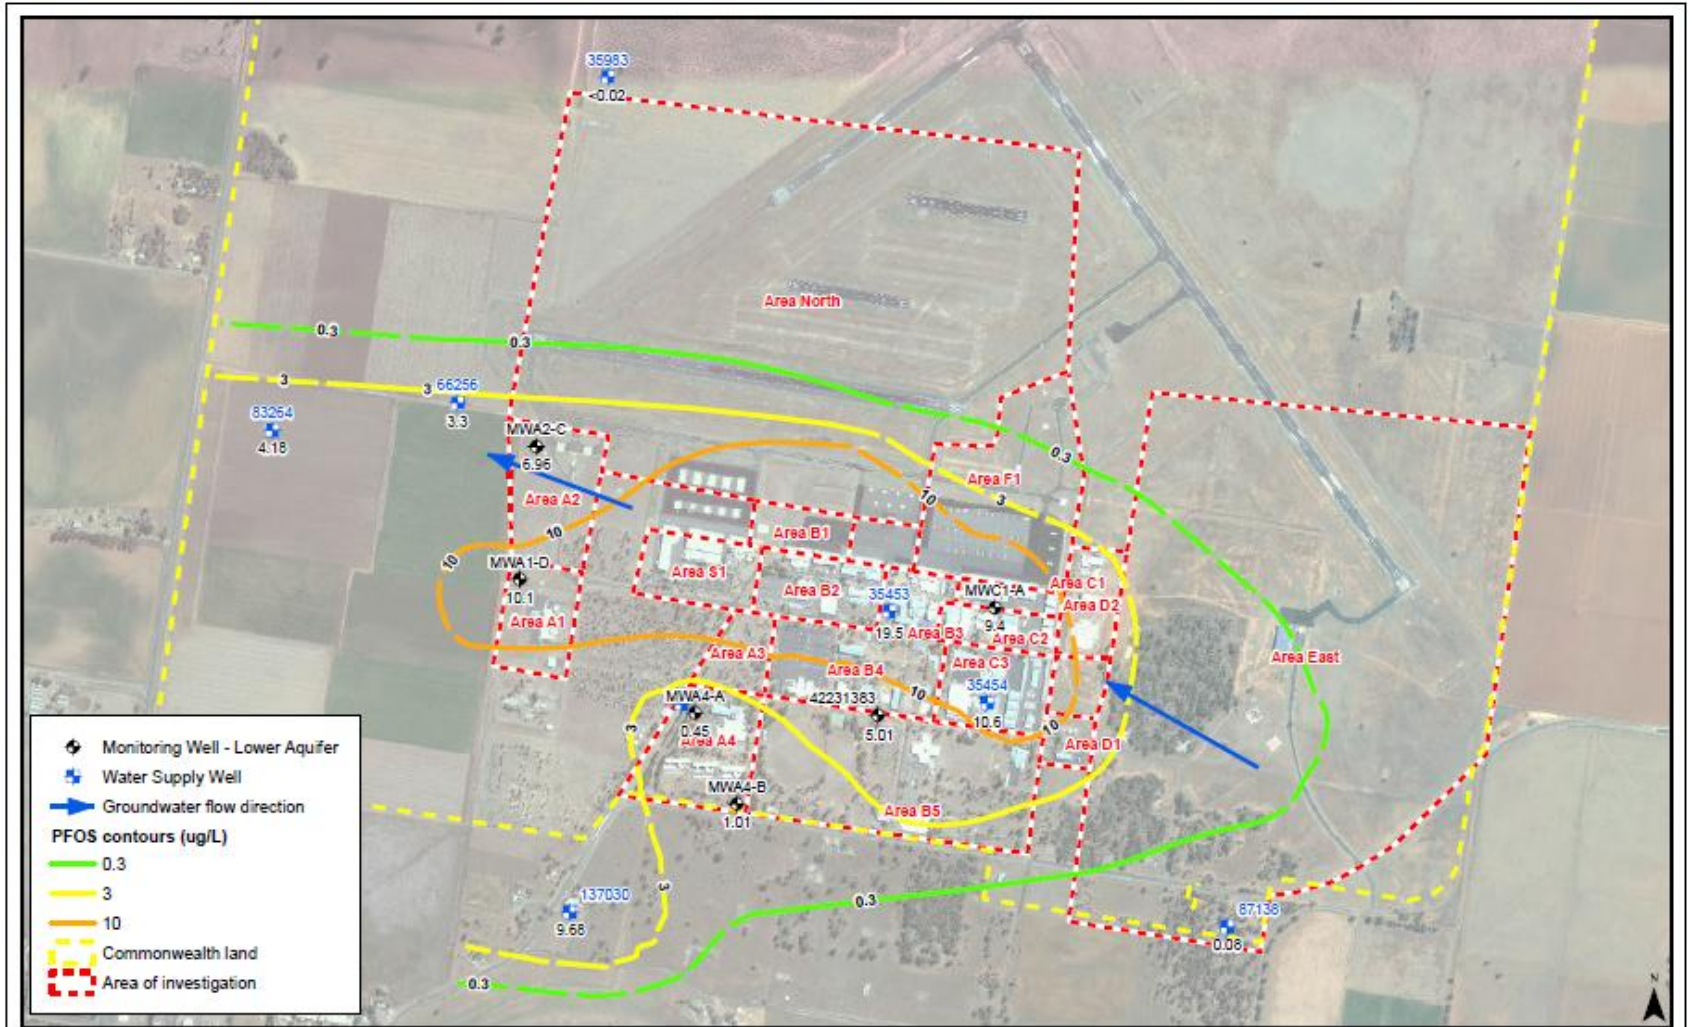 35983
<0.02
Area North
0.3
0.3
3
3
66256
3.3
83264
4.18
MWA2-C
6.96
0.3
Area F1
3
10
Area A2
10
10
Area B1
MWA1-D
10.1
Area A1
Area S1
Area B2
35453
19.5
Area B3
MWC1-A
9.4
Area C1
Area D2
Area C2
Area A3
Area B4
Area C3
35454
10.6
10
10
Area East
MWA4-A
0.45
Area A4
42231383
5.01
Area D1
3
MWA4-B
1.01
Area B5
3
137030
9.68
0.3
87138
0.08
0.3
Monitoring Well - Lower Aquifer
Water Supply Well
Groundwater flow direction
PFOS contours (ug/L)
0.3
3
10
Commonwealth land
Area of investigation
N